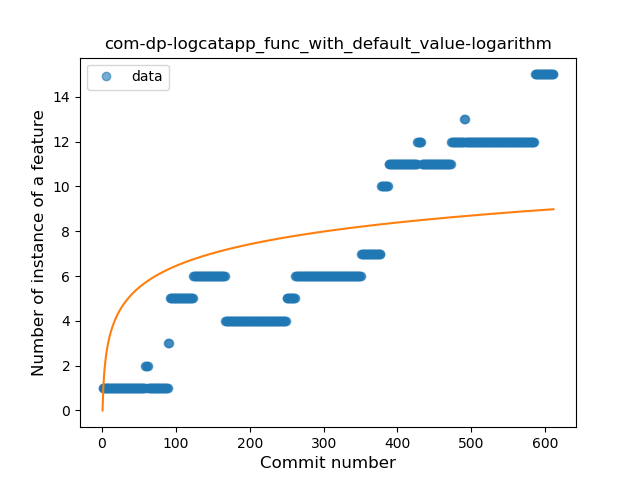 com-dp-logcatapp_func_with_default_value-logarithm
data
Number of instance of a feature
14
12
10
8
6
4
2
0
0 100 200 300 400 500 600
Commit number